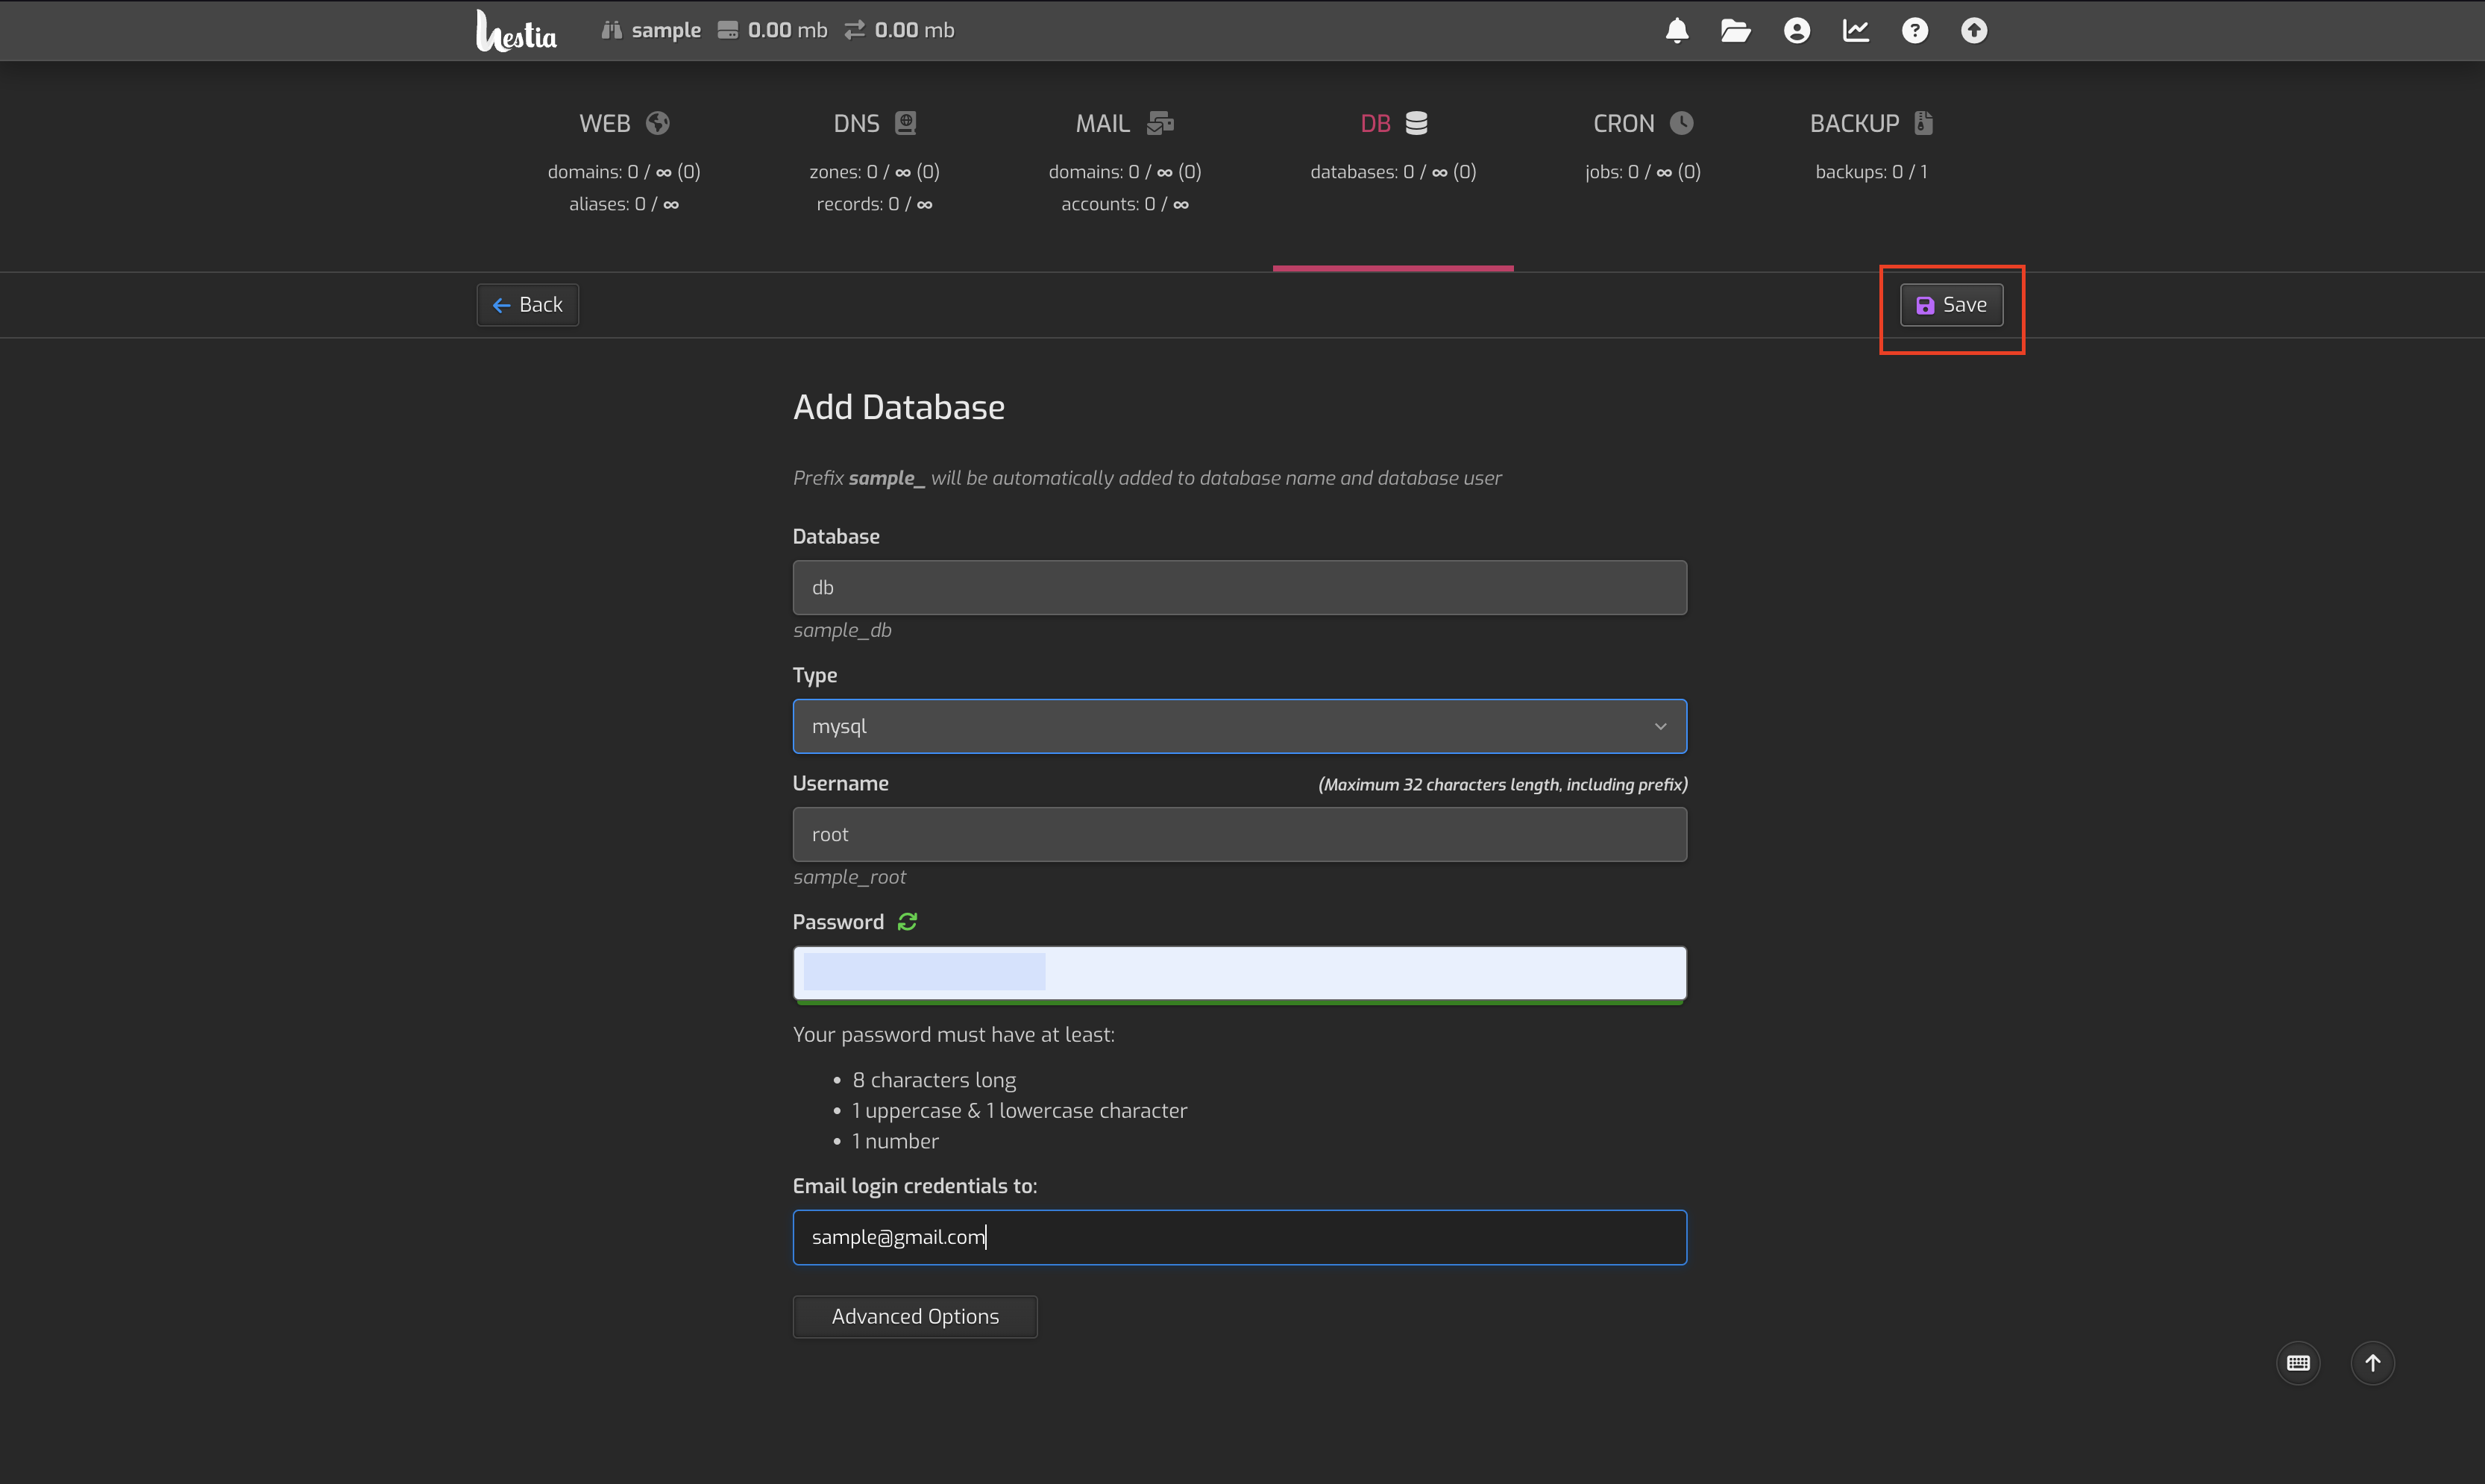 hestia sample 0.00 mb 0.00 mb
WEB DNS MAIL DB CRON BACKUP
domains: 0 / ∞ (0) zones: 0 / ∞ (0) domains: 0 / ∞ (0) databases: 0 / ∞ (0) jobs: 0 / ∞ (0) backups: 0 / 1
aliases: 0 / ∞ records: 0 / ∞ accounts: 0 / ∞
Back Save
Add Database
Prefix sample_ will be automatically added to database name and database user
Database
db
sample_db
Type
mysql
Username (Maximum 32 characters length, including prefix)
root
sample_root
Password
Your password must have at least:
• 8 characters long
• 1 uppercase & 1 lowercase character
• 1 number
Email login credentials to:
sample@gmail.com
Advanced Options